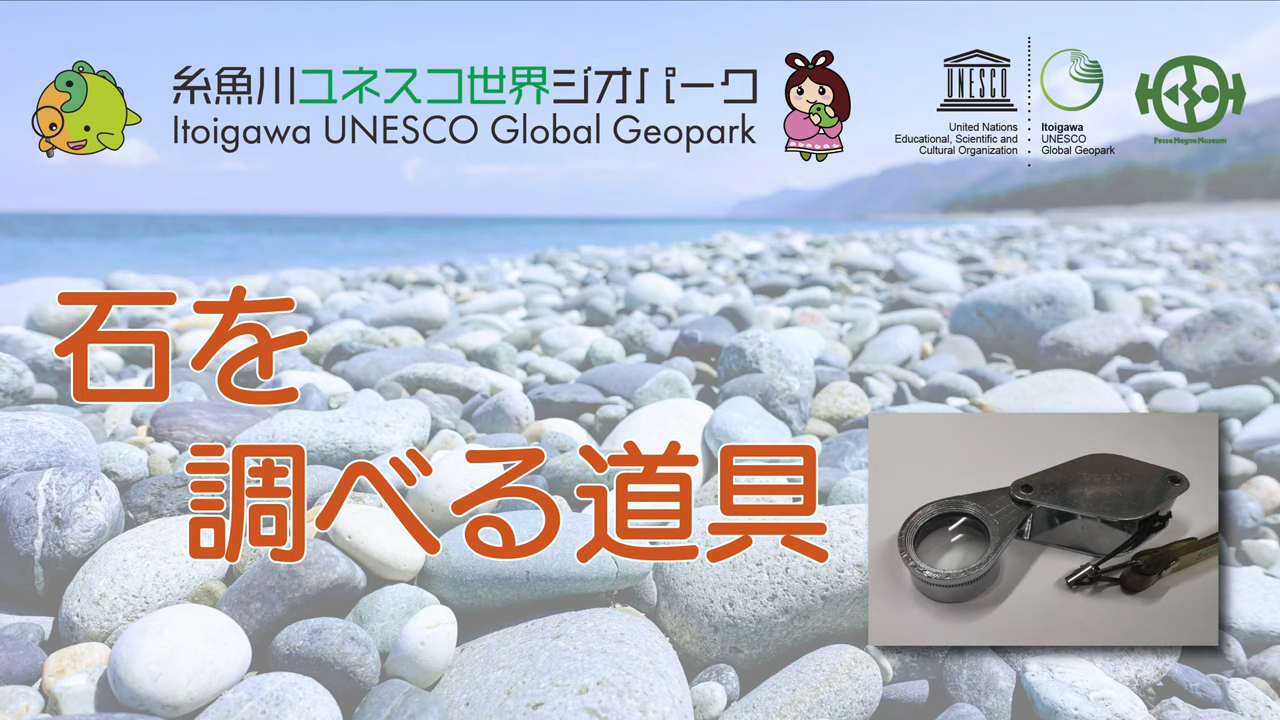 糸魚川ユネスコ世界ジオパーク
Itoigawa UNESCO Global Geopark
UNESCO
United Nations
Educational, Scientific and
Cultural Organization
Itoigawa
UNESCO
Global Geopark
Fossa Magna Museum
石を
調べる道具